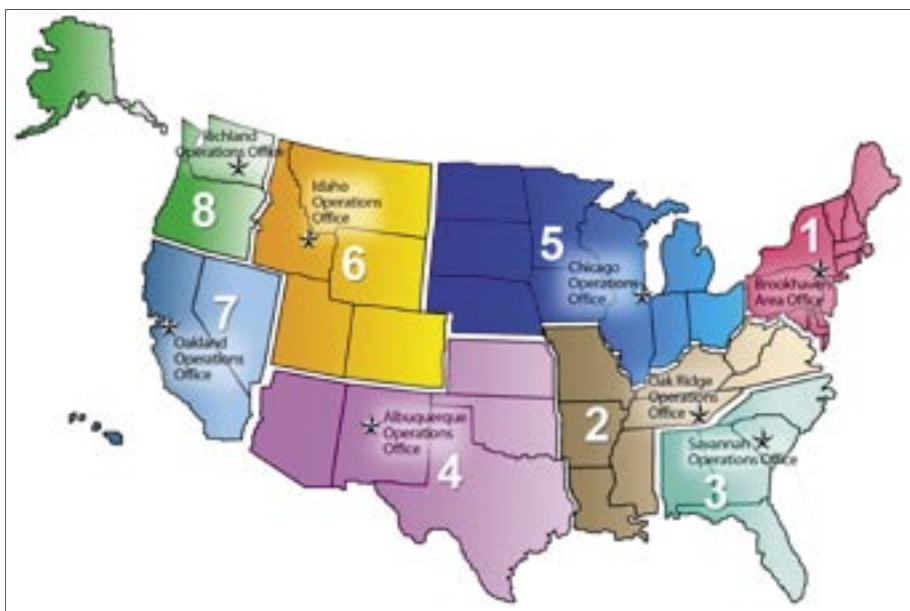 Richland
Operations Office
8
Idaho
Operations
Office
6
5
Chicago
Operations
Office
1
Brookhaven
Area Office
7
Oakland
Operations
Office
Albuquerque
Operations
Office
4
2
Oak Ridge
Operations
Office
Savannah
Operations Office
3